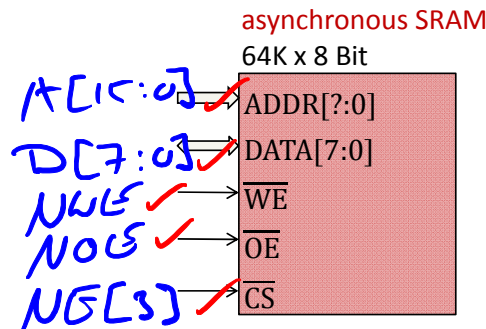 asynchronous SRAM
64K x 8 Bit
A[15:0] ADDR[?:0]
D[7:0] DATA[7:0]
NWE WE
NOE OE
NE[3] CS